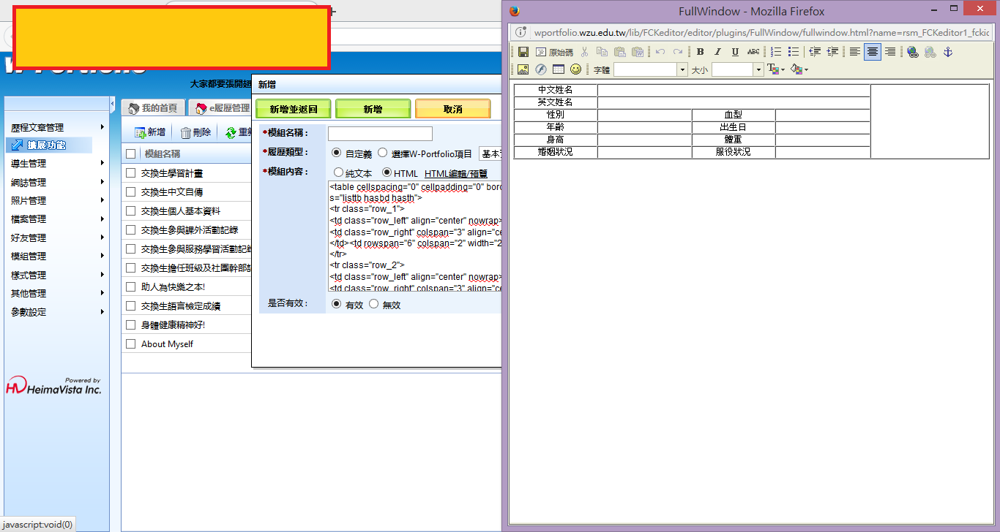 FullWindow - Mozilla Firefox
wportfolio.wzu.edu.tw/lib/FCKeditor/editor/plugins/FullWindow/fullwindow.html?name=rsm_FCKeditor1_fckic
原始碼
B I U ABC
字體
大小
中文姓名
英文姓名
性別 血型
年齡 出生日
身高 體重
婚姻狀況 服役狀況
大家都要張開翅
歷程文章管理
擴展功能
導生管理
網誌管理
照片管理
檔案管理
好友管理
模組管理
樣式管理
其他管理
參數設定
Powered by
HeimaVista Inc.
javascript:void(0)
我的首頁 e履歷管理
新增 刪除 重新
模組名稱
交換生學習計畫
交換生中文自傳
交換生個人基本資料
交換生參與課外活動記錄
交換生參與服務學習活動記錄
交換生擔任班級及社團幹部記
助人為快樂之本!
交換生語言檢定成績
身體健康精神好!
About Myself
新增
新增並返回 新增 取消
*模組名稱 :
*履歷類型 : 自定義 選擇W-Portfolio項目 基本資
*模組內容 : 純文本 HTML HTML編輯/預覽
<table cellspacing="0" cellpadding="0" bord
s="listtb hasbd hasth">
<tr class="row_1">
<td class="row_left" align="center" nowrap>
<td class="row_right" colspan="3" align="ce
</td><td rowspan="6" colspan="2" width="2
</tr>
<tr class="row_2">
<td class="row_left" align="center" nowrap>
<td class="row_right" colspan="3" align="ce
是否有效 : 有效 無效